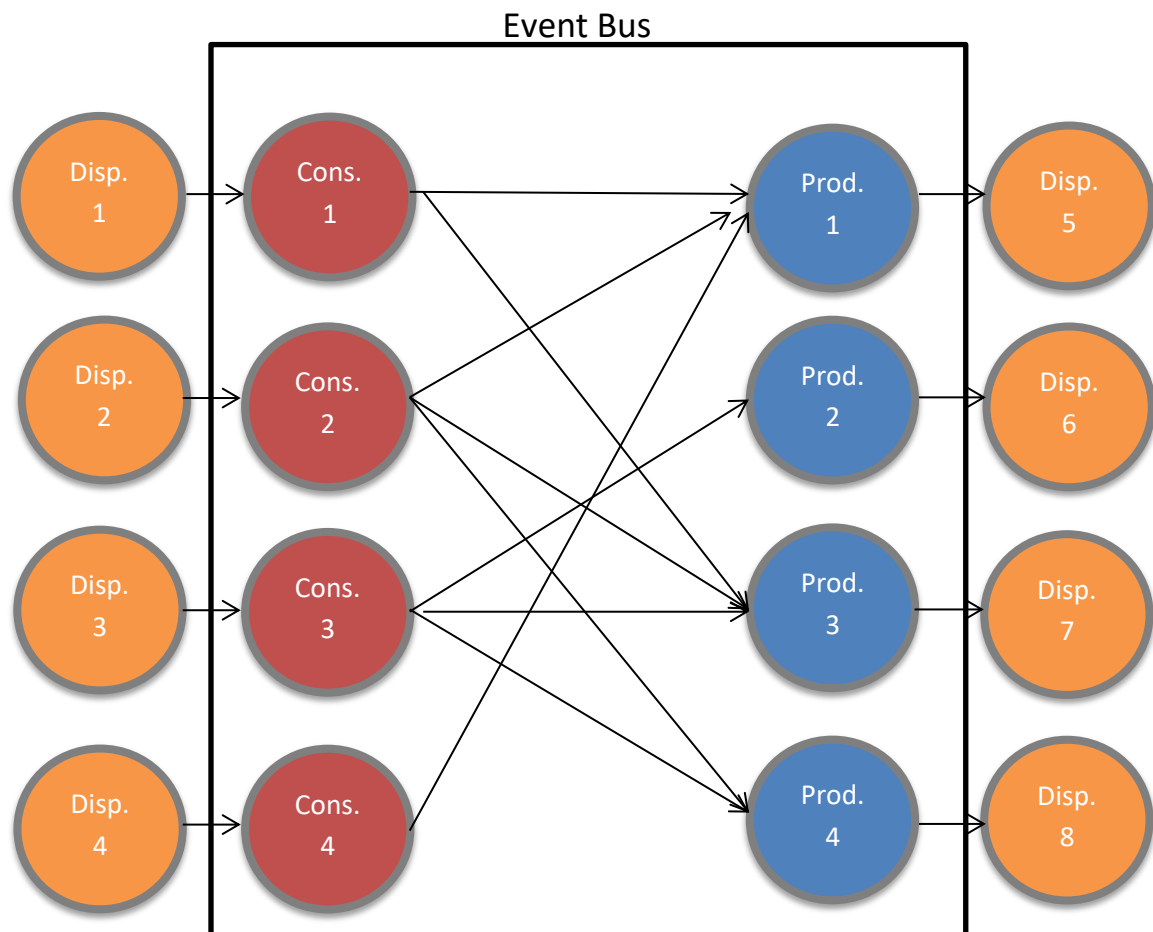 Event Bus
Disp.
1
Cons.
1
Prod.
1
Disp.
5
Disp.
2
Cons.
2
Prod.
2
Disp.
6
Disp.
3
Cons.
3
Prod.
3
Disp.
7
Disp.
4
Cons.
4
Prod.
4
Disp.
8